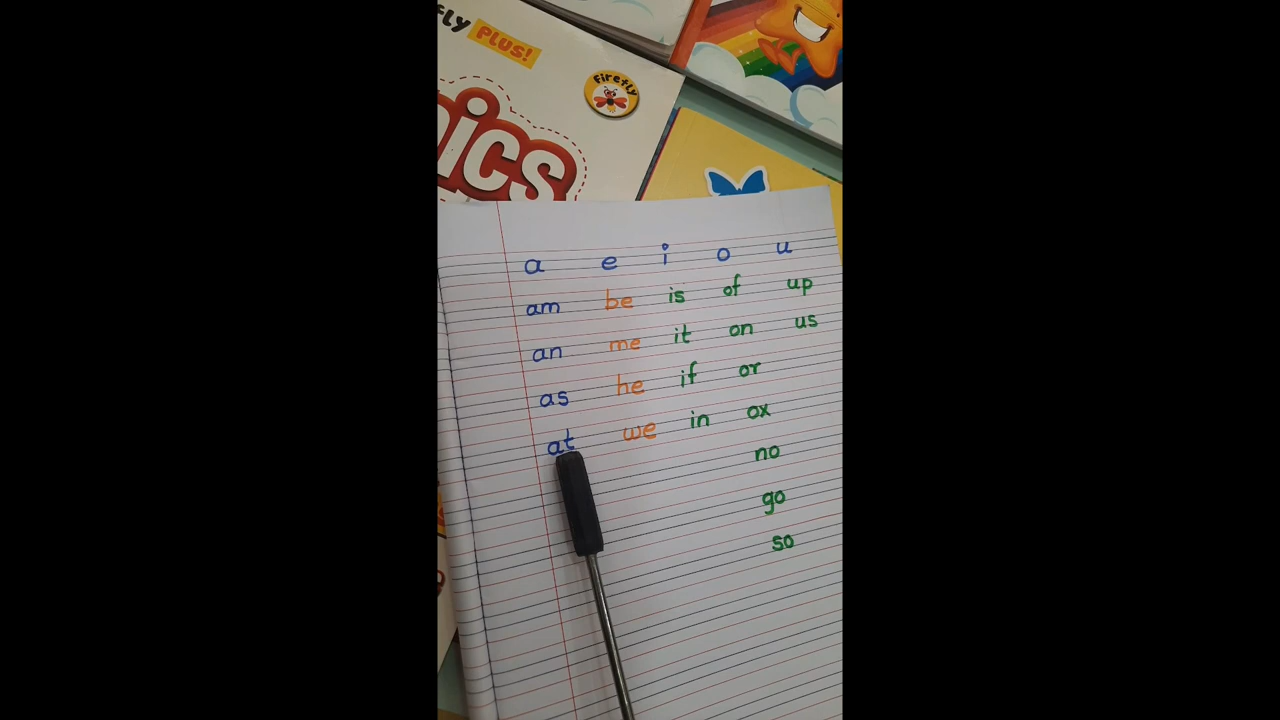 fly PLUS!
firefly
nics
a e i o u
am be is of up
an me it on us
as he if or
at we in ox
no
go
so